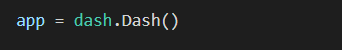 app = dash.Dash()